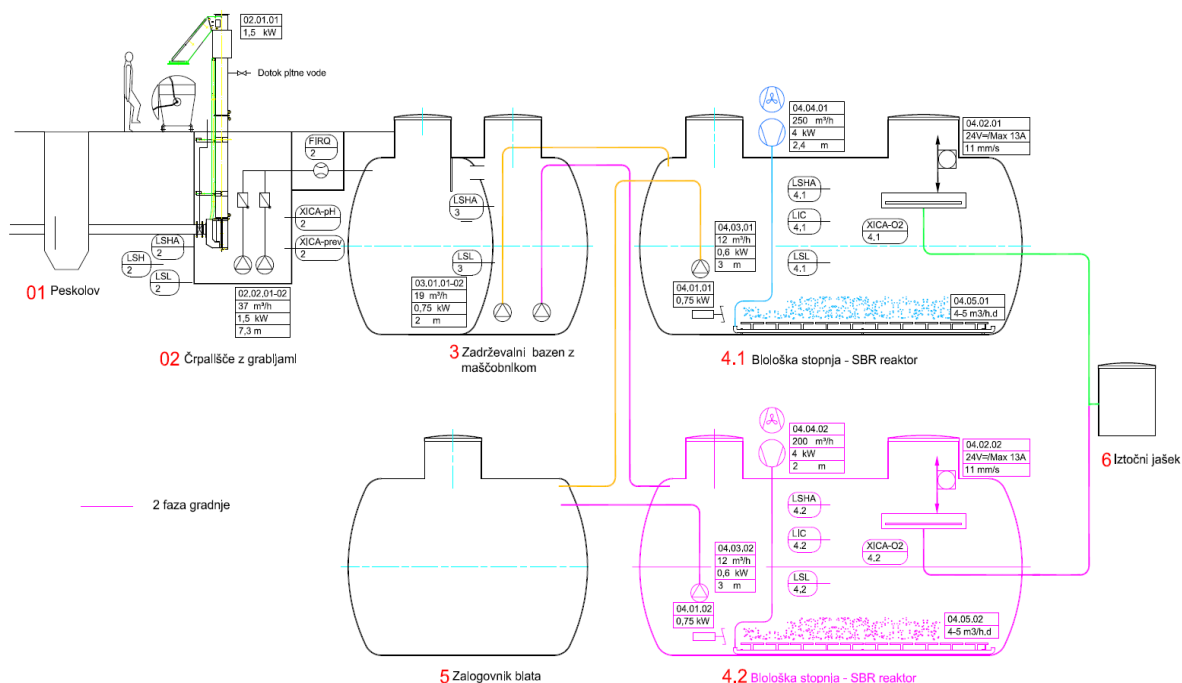 02.01.01
1,5 kW
Dotok pitne vode
FIRQ
2
XICA-pH
2
XICA-prev
2
LSHA
2
LSH
2
LSL
2
02.02.01-02
37 m³/h
1,5 kW
7,3 m
01 Peskolov
02 Črpališče z grabljami
LSHA
3
LSL
3
03.01.01-02
19 m³/h
0,75 kW
2 m
3 Zadrževalni bazen z
maščobnikom
04.04.01
250 m³/h
4 kW
2,4 m
04.02.01
24V=/Max 13A
11 mm/s
LSHA
4.1
LIC
4,1
LSL
4.1
XICA-O2
4,1
04,03,01
12 m³/h
0,6 kW
3 m
04.01.01
0,75 kW
04.05.01
4-5 m3/h.d
4.1 Biološka stopnja - SBR reaktor
04.04.02
200 m³/h
4 kW
2 m
04.02.02
24V=/Max 13A
11 mm/s
LSHA
4.2
LIC
4,2
LSL
4,2
XICA-O2
4.2
04,03,02
12 m³/h
0,6 kW
3 m
04.01.02
0,75 kW
04.05.02
4-5 m3/h,d
4.2 Biološka stopnja - SBR reaktor
6 Iztočni jašek
2 faza gradnje
5 Zalogovnik blata